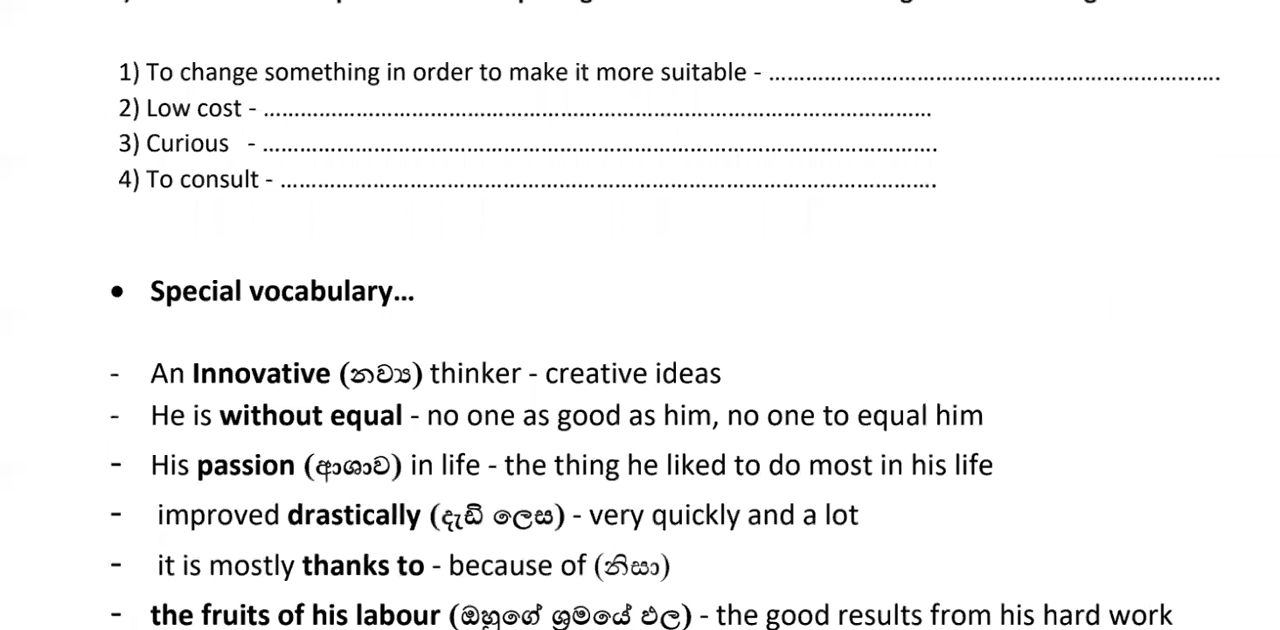 1) To change something in order to make it more suitable - ........................................................................
2) Low cost - ..........................................................................................................
3) Curious - ...........................................................................................................
4) To consult - ........................................................................................................
• Special vocabulary...
- An Innovative (නව්‍ය) thinker - creative ideas
- He is without equal - no one as good as him, no one to equal him
- His passion (ආශාව) in life - the thing he liked to do most in his life
- improved drastically (දැඩි ලෙස) - very quickly and a lot
- it is mostly thanks to - because of (නිසා)
- the fruits of his labour (ඔහුගේ ශ්‍රමයේ ඵල) - the good results from his hard work